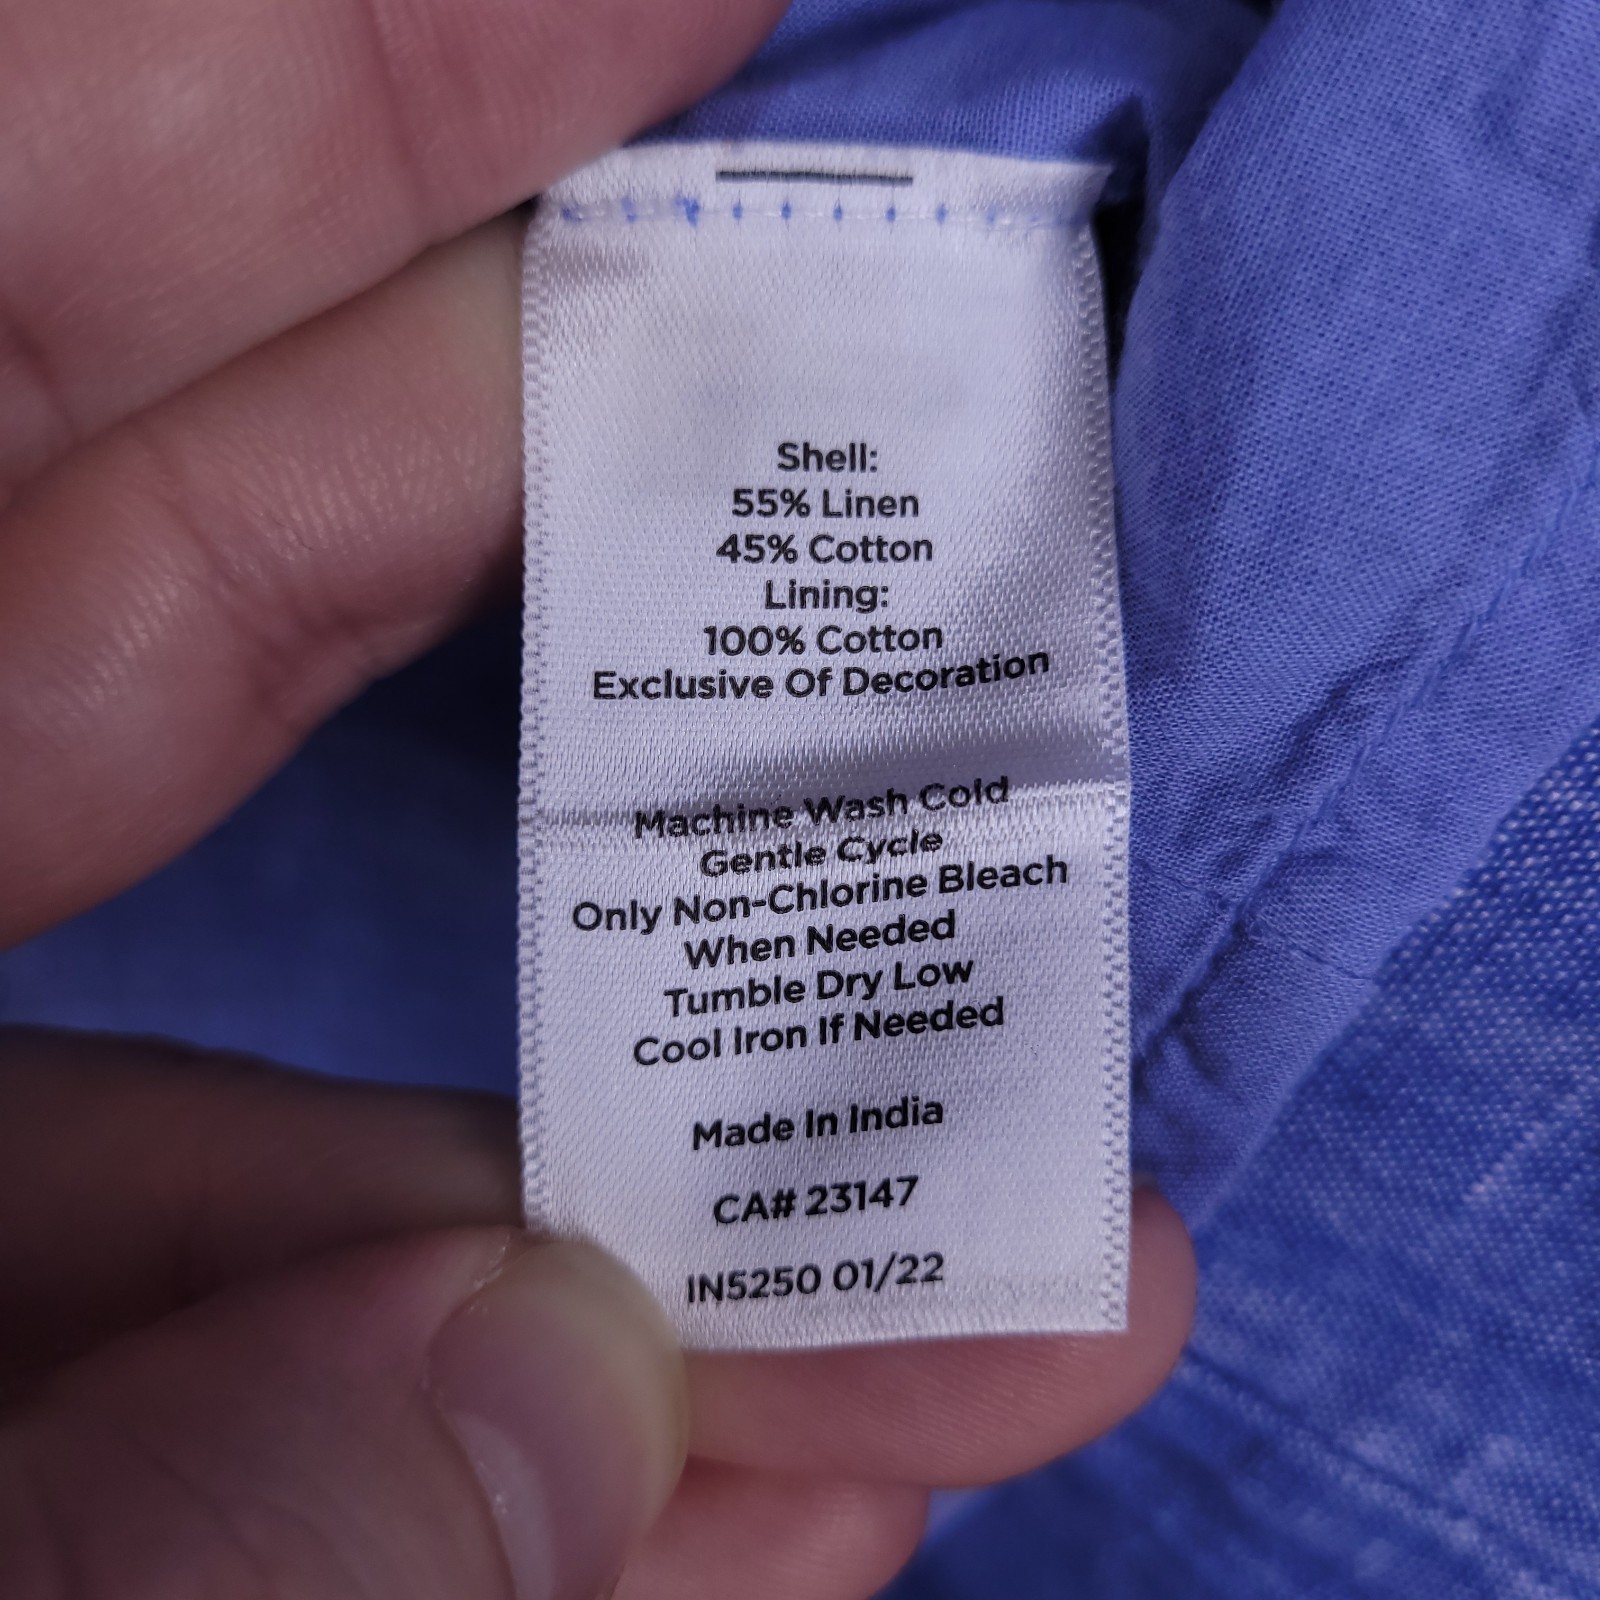 Shell:
55% Linen
45% Cotton
Lining:
100% Cotton
Exclusive Of Decoration
Machine Wash Cold
Gentle Cycle
Only Non-Chlorine Bleach
When Needed
Tumble Dry Low
Cool Iron If Needed
Made In India
CA# 23147
IN5250 01/22